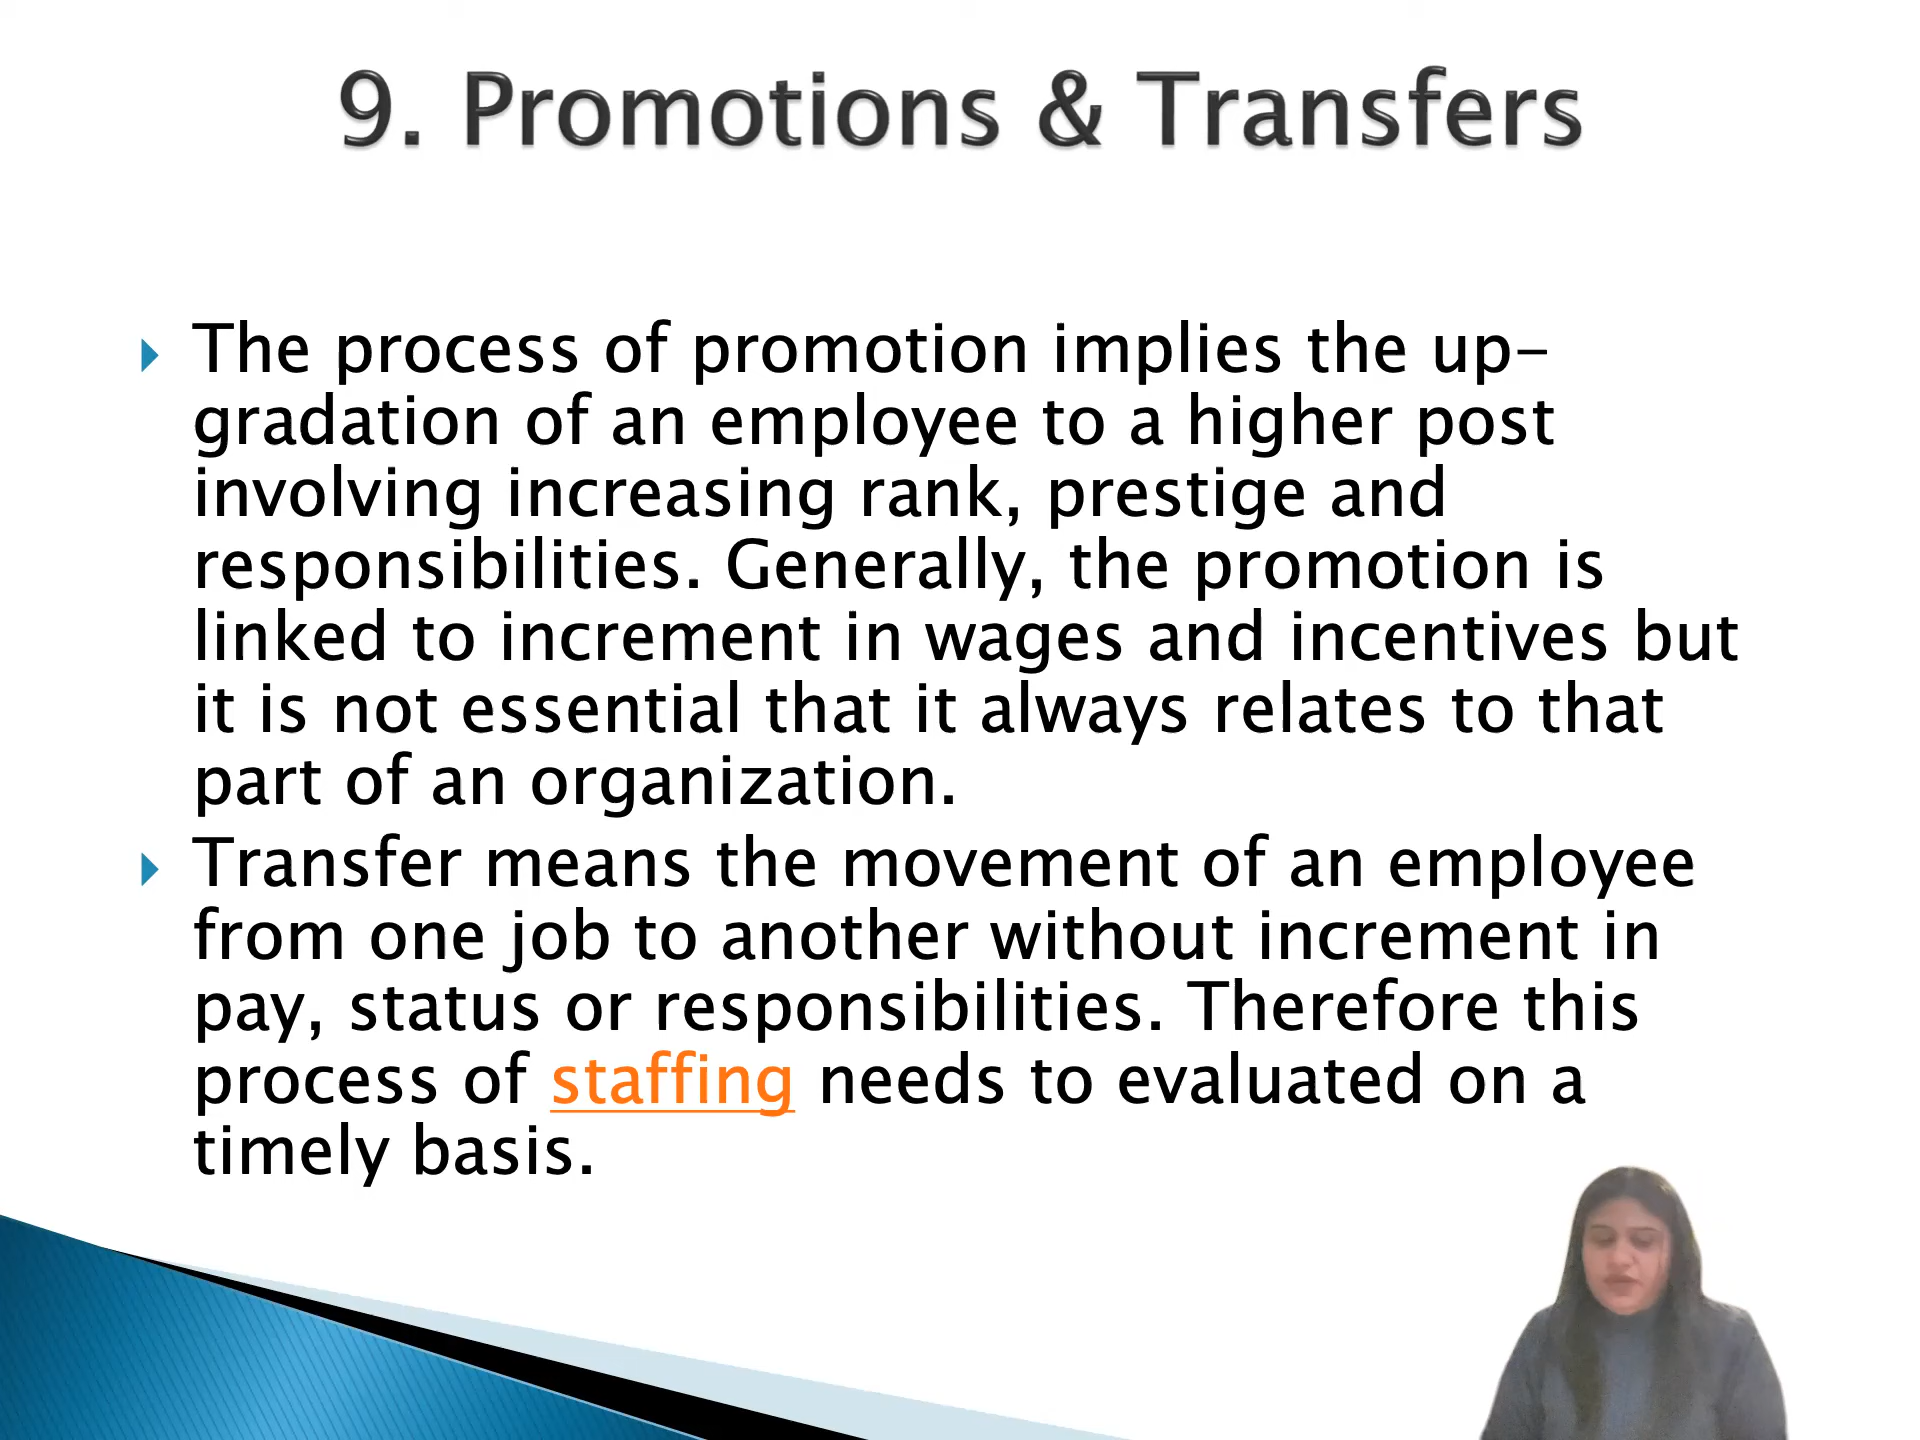 9. Promotions & Transfers
The process of promotion implies the up-
gradation of an employee to a higher post
involving increasing rank, prestige and
responsibilities. Generally, the promotion is
linked to increment in wages and incentives but
it is not essential that it always relates to that
part of an organization.
Transfer means the movement of an employee
from one job to another without increment in
pay, status or responsibilities. Therefore this
process of staffing needs to evaluated on a
timely basis.